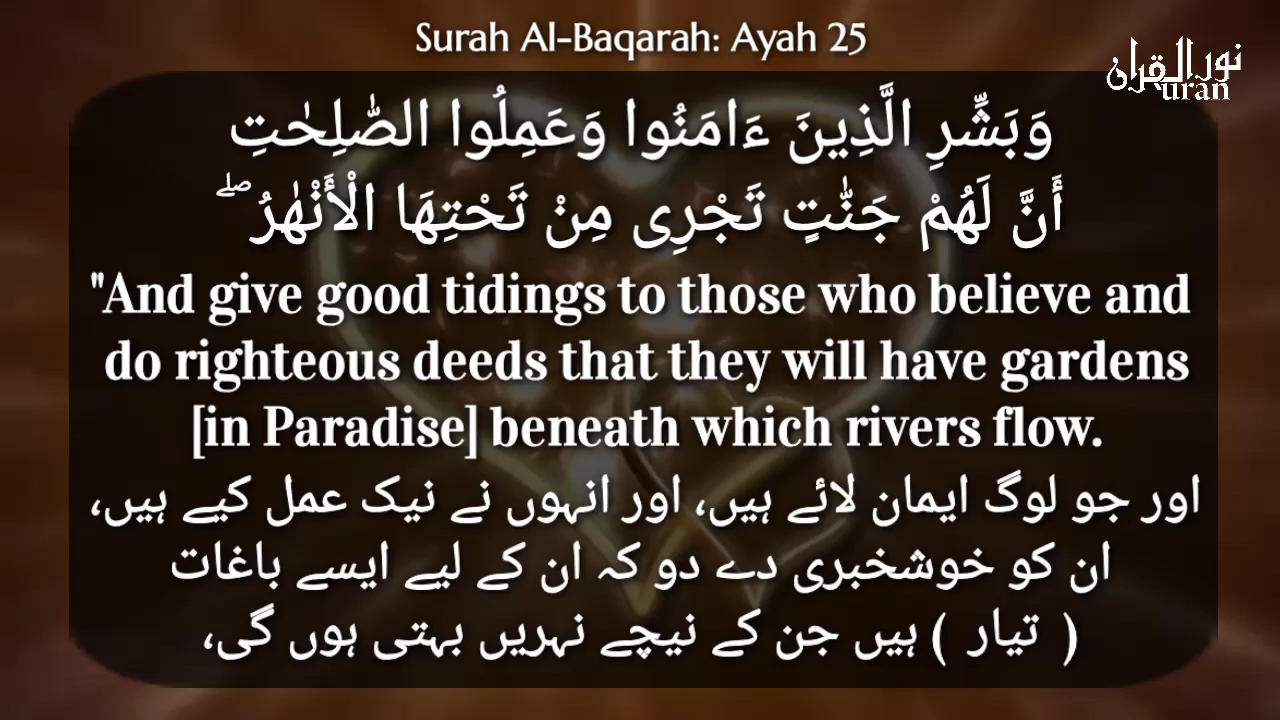 Surah Al-Baqarah: Ayah 25
نور القرآن
uran
وَبَشِّرِ الَّذِينَ ءَامَنُوا وَعَمِلُوا الصّٰلِحٰتِ
أَنَّ لَهُمْ جَنّٰتٍ تَجْرِى مِنْ تَحْتِهَا الْأَنْهٰرُ ۖ
"And give good tidings to those who believe and
do righteous deeds that they will have gardens
[in Paradise] beneath which rivers flow.
اور جو لوگ ایمان لائے ہیں، اور انہوں نے نیک عمل کیے ہیں،
ان کو خوشخبری دے دو کہ ان کے لیے ایسے باغات
( تیار ) ہیں جن کے نیچے نہریں بہتی ہوں گی،